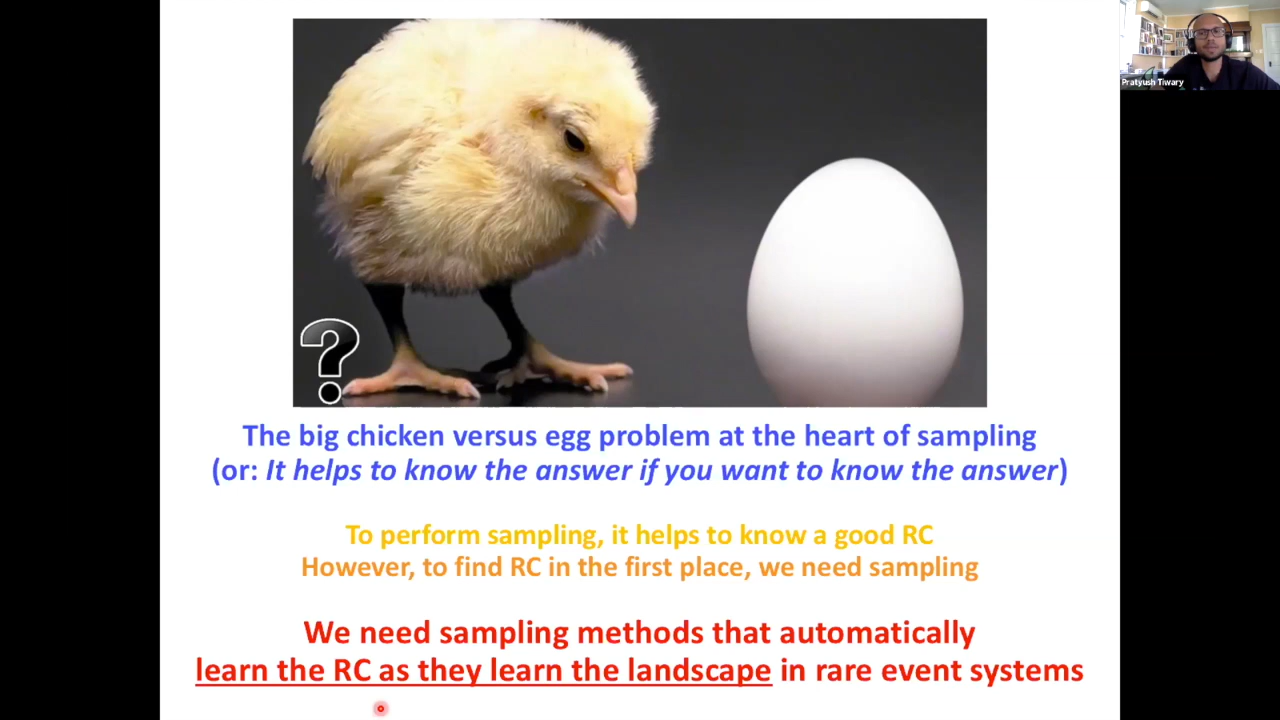 Pratyush Tiwary
?
The big chicken versus egg problem at the heart of sampling
(or: It helps to know the answer if you want to know the answer)
To perform sampling, it helps to know a good RC
However, to find RC in the first place, we need sampling
We need sampling methods that automatically
learn the RC as they learn the landscape in rare event systems